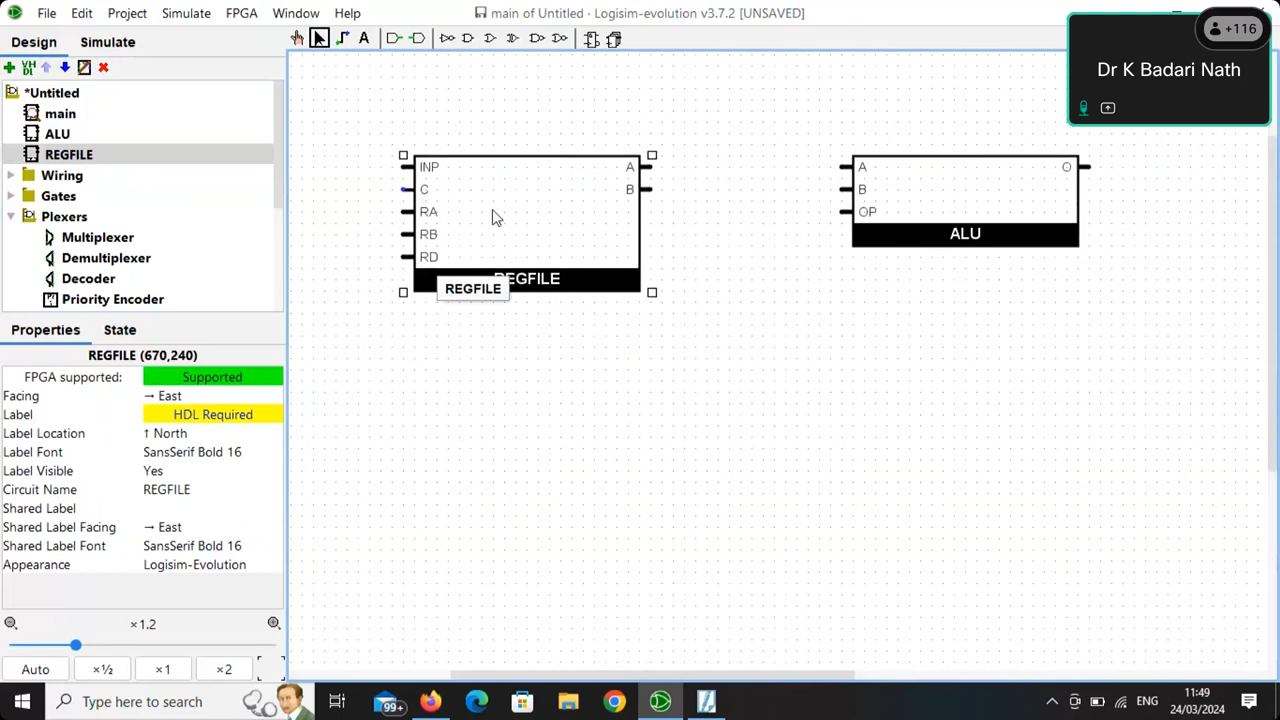 File Edit Project Simulate FPGA Window Help
main of Untitled - Logisim-evolution v3.7.2 [UNSAVED]
+116
Dr K Badari Nath
Design Simulate
A
VH
DL
*Untitled
main
ALU
REGFILE
Wiring
Gates
Plexers
Multiplexer
Demultiplexer
Decoder
Priority Encoder
Properties State
REGFILE (670,240)
FPGA supported: Supported
Facing → East
Label HDL Required
Label Location ↑ North
Label Font SansSerif Bold 16
Label Visible Yes
Circuit Name REGFILE
Shared Label
Shared Label Facing → East
Shared Label Font SansSerif Bold 16
Appearance Logisim-Evolution
×1.2
Auto ×½ ×1 ×2
INP A
C B
RA
RB
RD
REGFILE
REGFILE
A O
B
OP
ALU
Type here to search
99+
ENG
11:49
24/03/2024